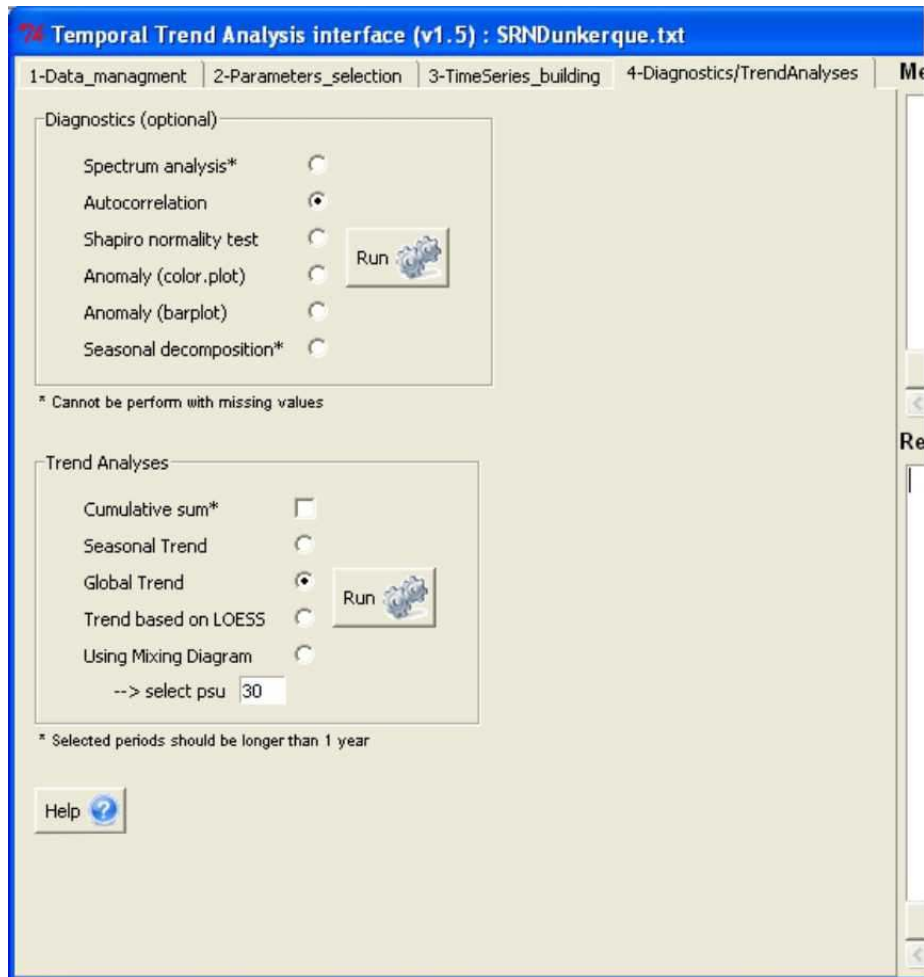 Temporal Trend Analysis interface (v1.5) : SRNDunkerque.txt
1-Data_managment 2-Parameters_selection 3-TimeSeries_building 4-Diagnostics/TrendAnalyses
Diagnostics (optional)
Spectrum analysis*
Autocorrelation
Shapiro normality test
Run
Anomaly (color.plot)
Anomaly (barplot)
Seasonal decomposition*
* Cannot be perform with missing values
Trend Analyses
Cumulative sum*
Seasonal Trend
Global Trend
Run
Trend based on LOESS
Using Mixing Diagram
--> select psu 30
* Selected periods should be longer than 1 year
Help ?